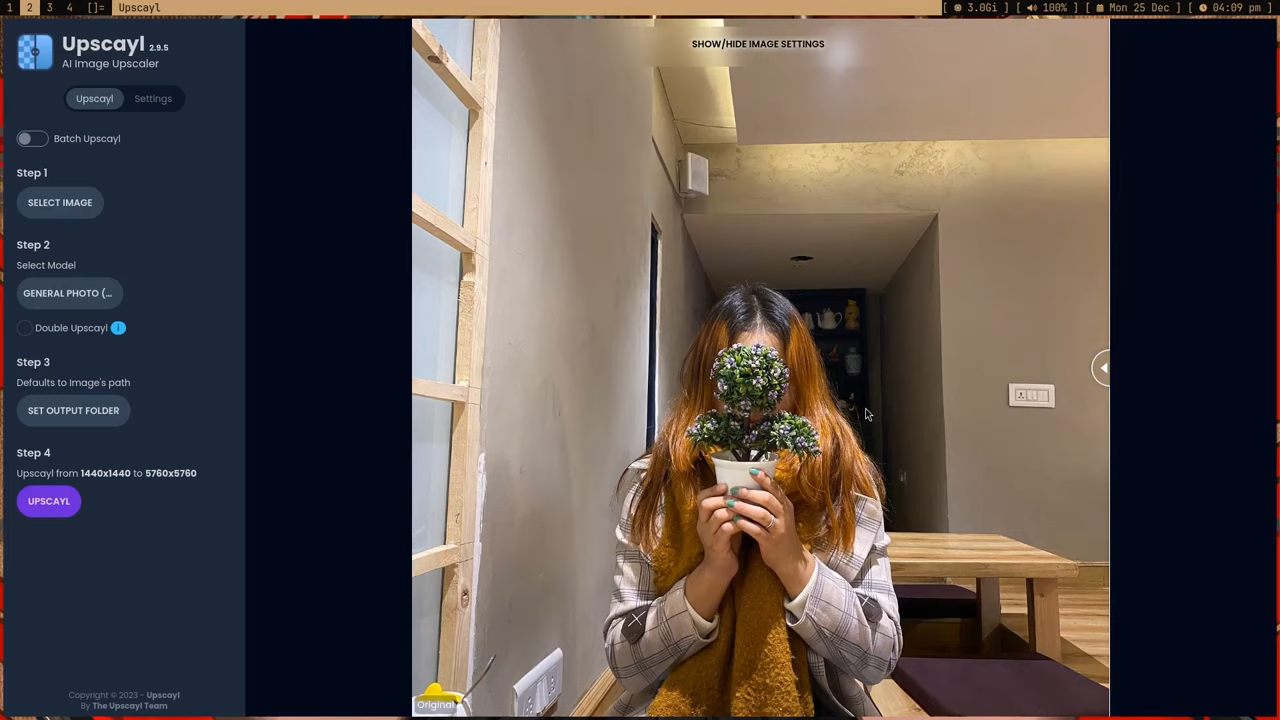 1 2 3 4 []= Upscayl [ 3.0Gi ] [ 100% ] [ Mon 25 Dec ] [ 04:09 pm ]
Upscayl 2.9.5
AI Image Upscaler
Upscayl Settings
Batch Upscayl
Step 1
SELECT IMAGE
Step 2
Select Model
GENERAL PHOTO (...
Double Upscayl i
Step 3
Defaults to Image's path
SET OUTPUT FOLDER
Step 4
Upscayl from 1440x1440 to 5760x5760
UPSCAYL
Copyright © 2023 - Upscayl
By The Upscayl Team
SHOW/HIDE IMAGE SETTINGS
Original